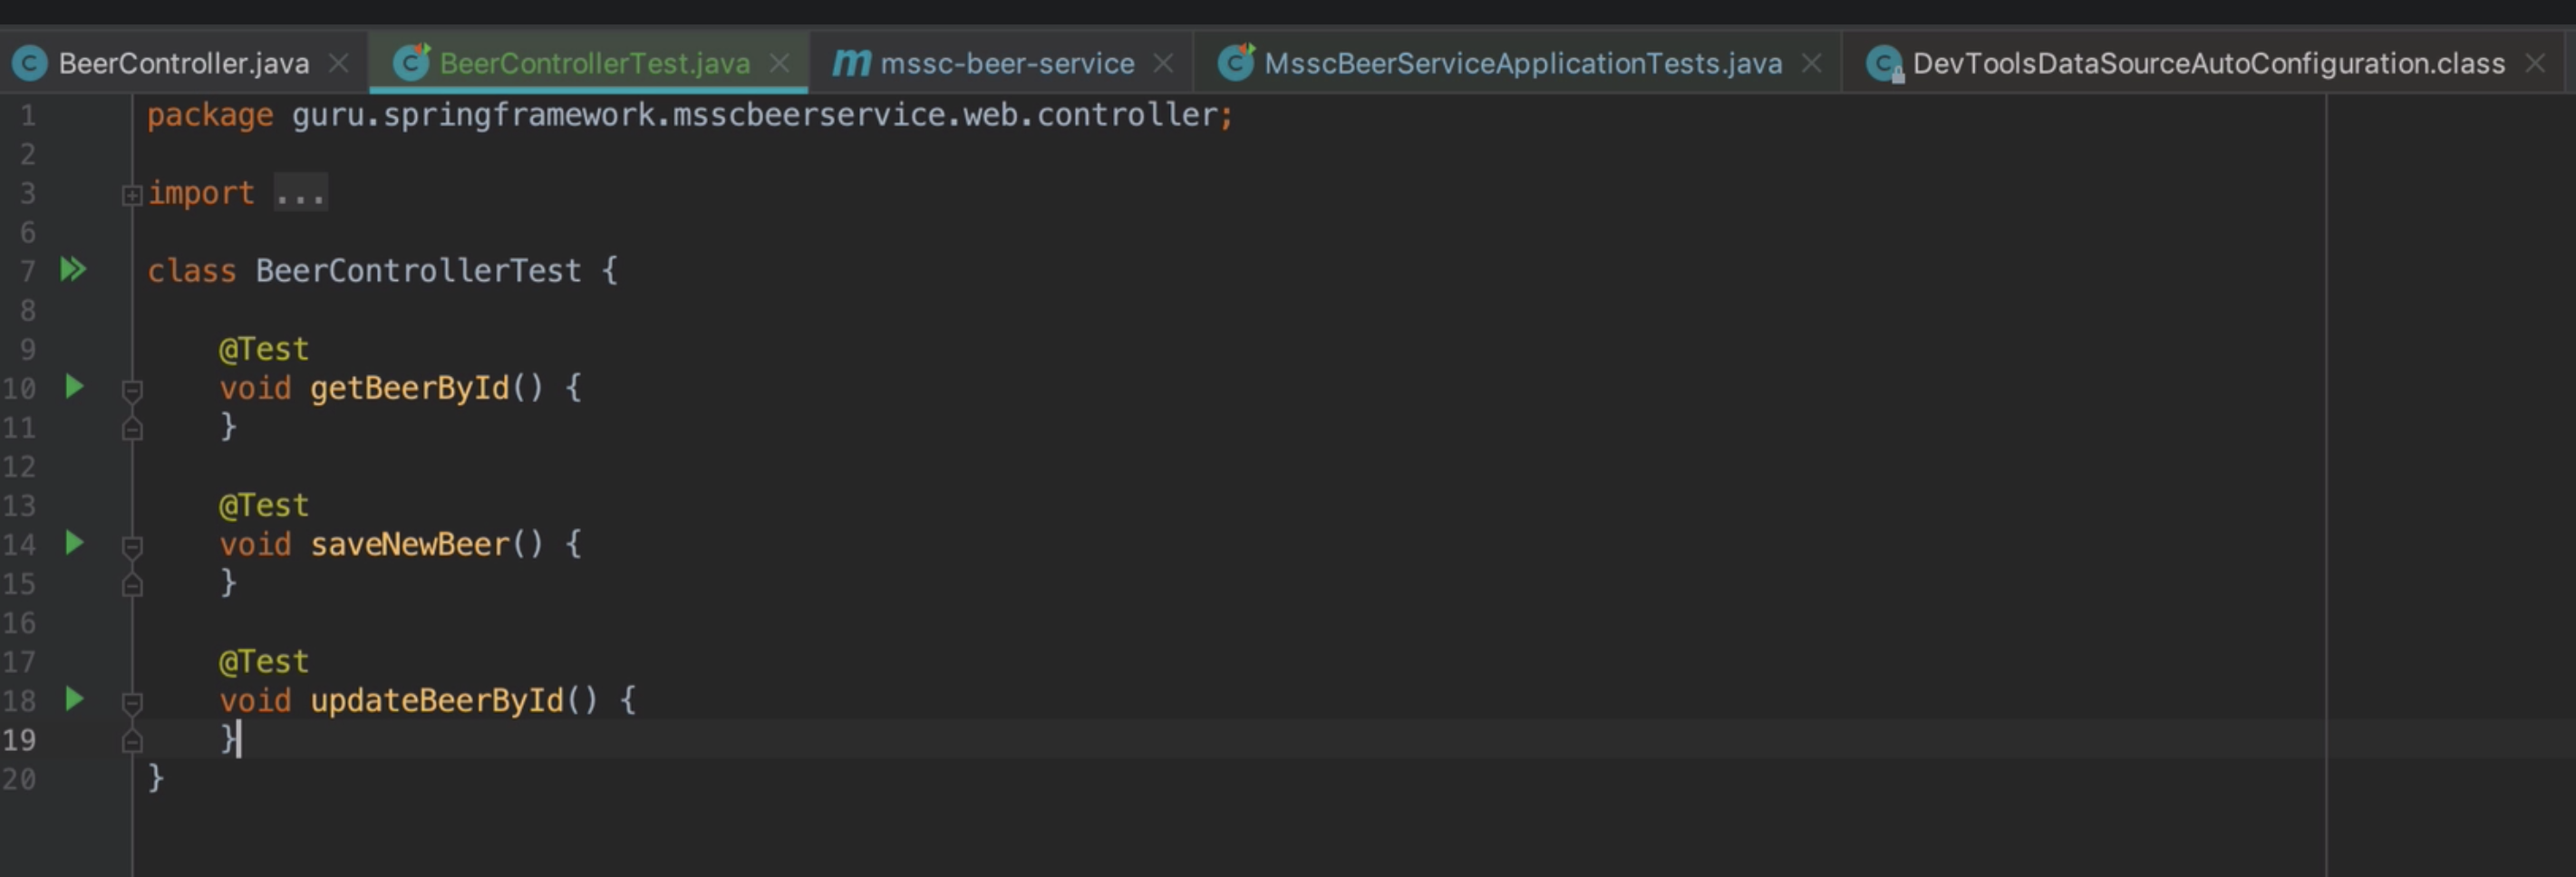 BeerController.java BeerControllerTest.java m mssc-beer-service MsscBeerServiceApplicationTests.java DevToolsDataSourceAutoConfiguration.class
1 package guru.springframework.msscbeerservice.web.controller;
2
3 import ...
6
7 class BeerControllerTest {
8
9 @Test
10 void getBeerById() {
11 }
12
13 @Test
14 void saveNewBeer() {
15 }
16
17 @Test
18 void updateBeerById() {
19 }
20 }